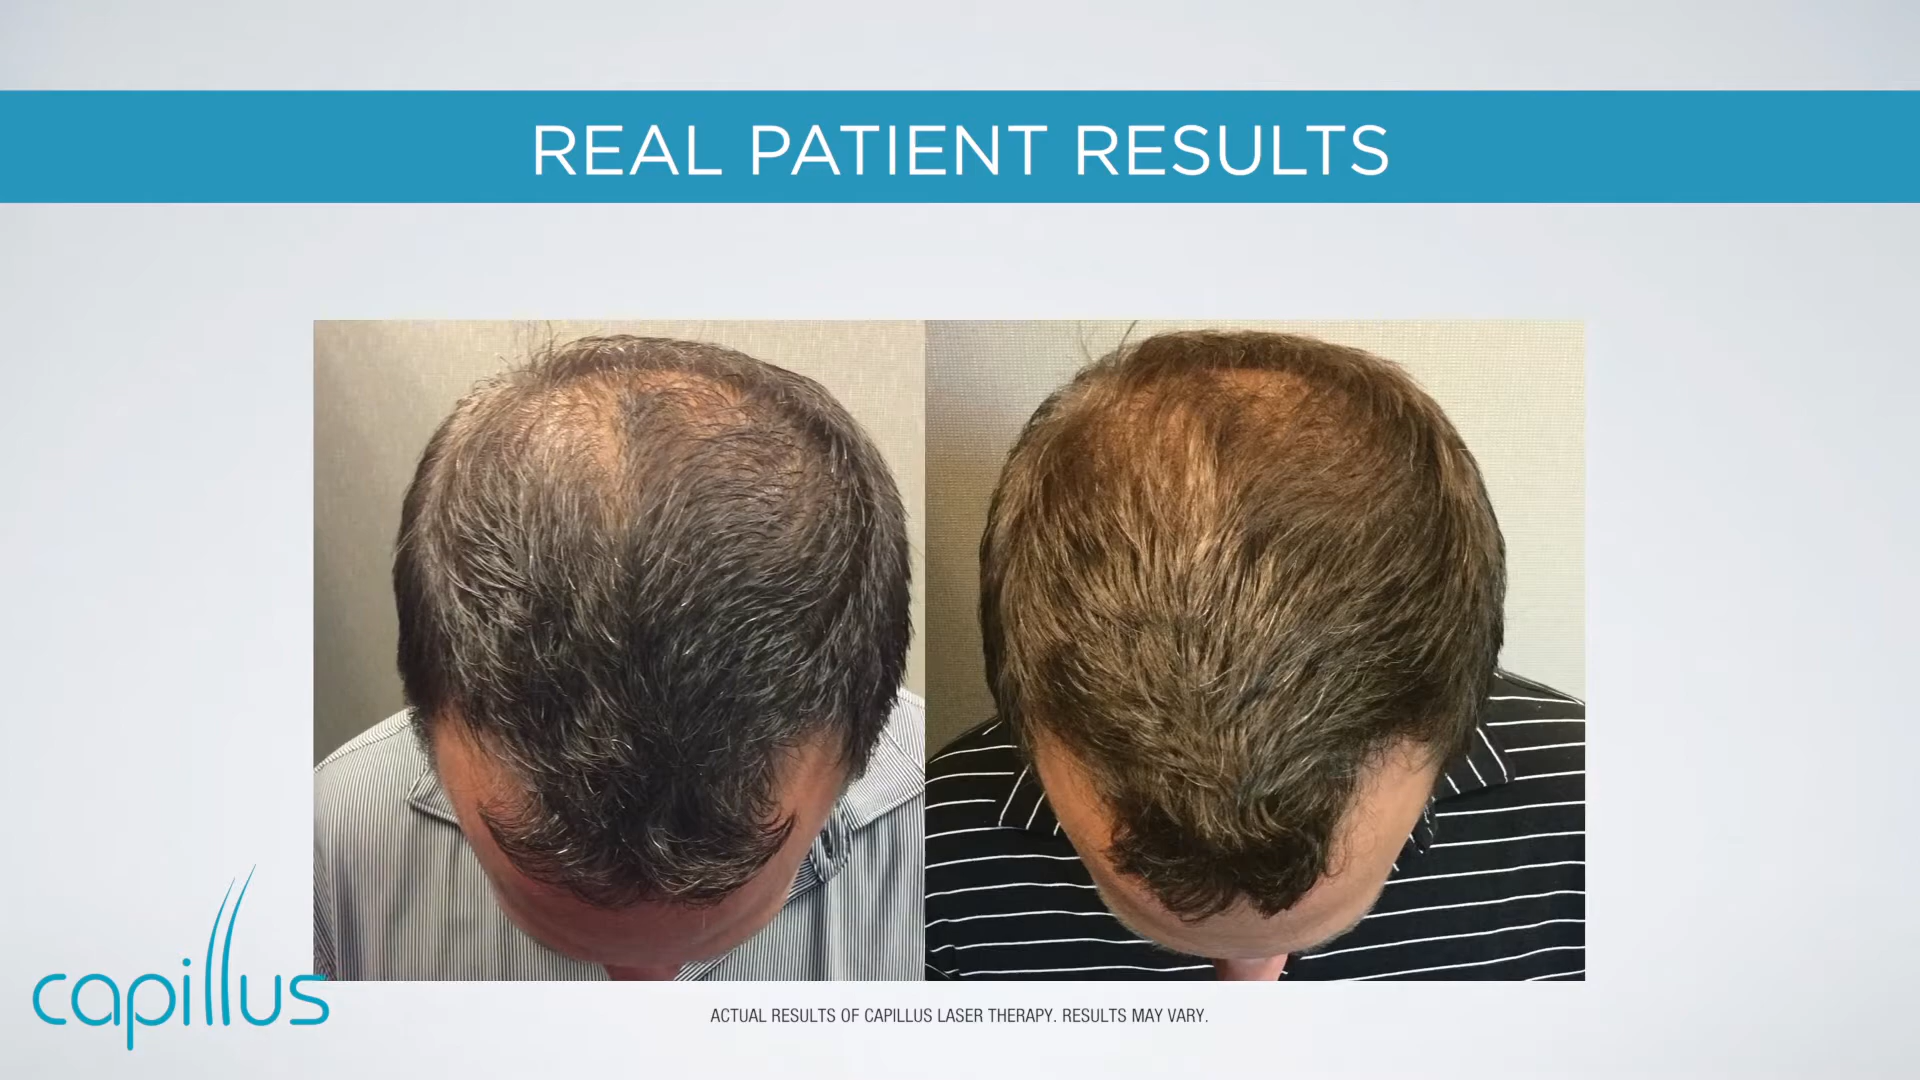 REAL PATIENT RESULTS
capillus
ACTUAL RESULTS OF CAPILLUS LASER THERAPY. RESULTS MAY VARY.